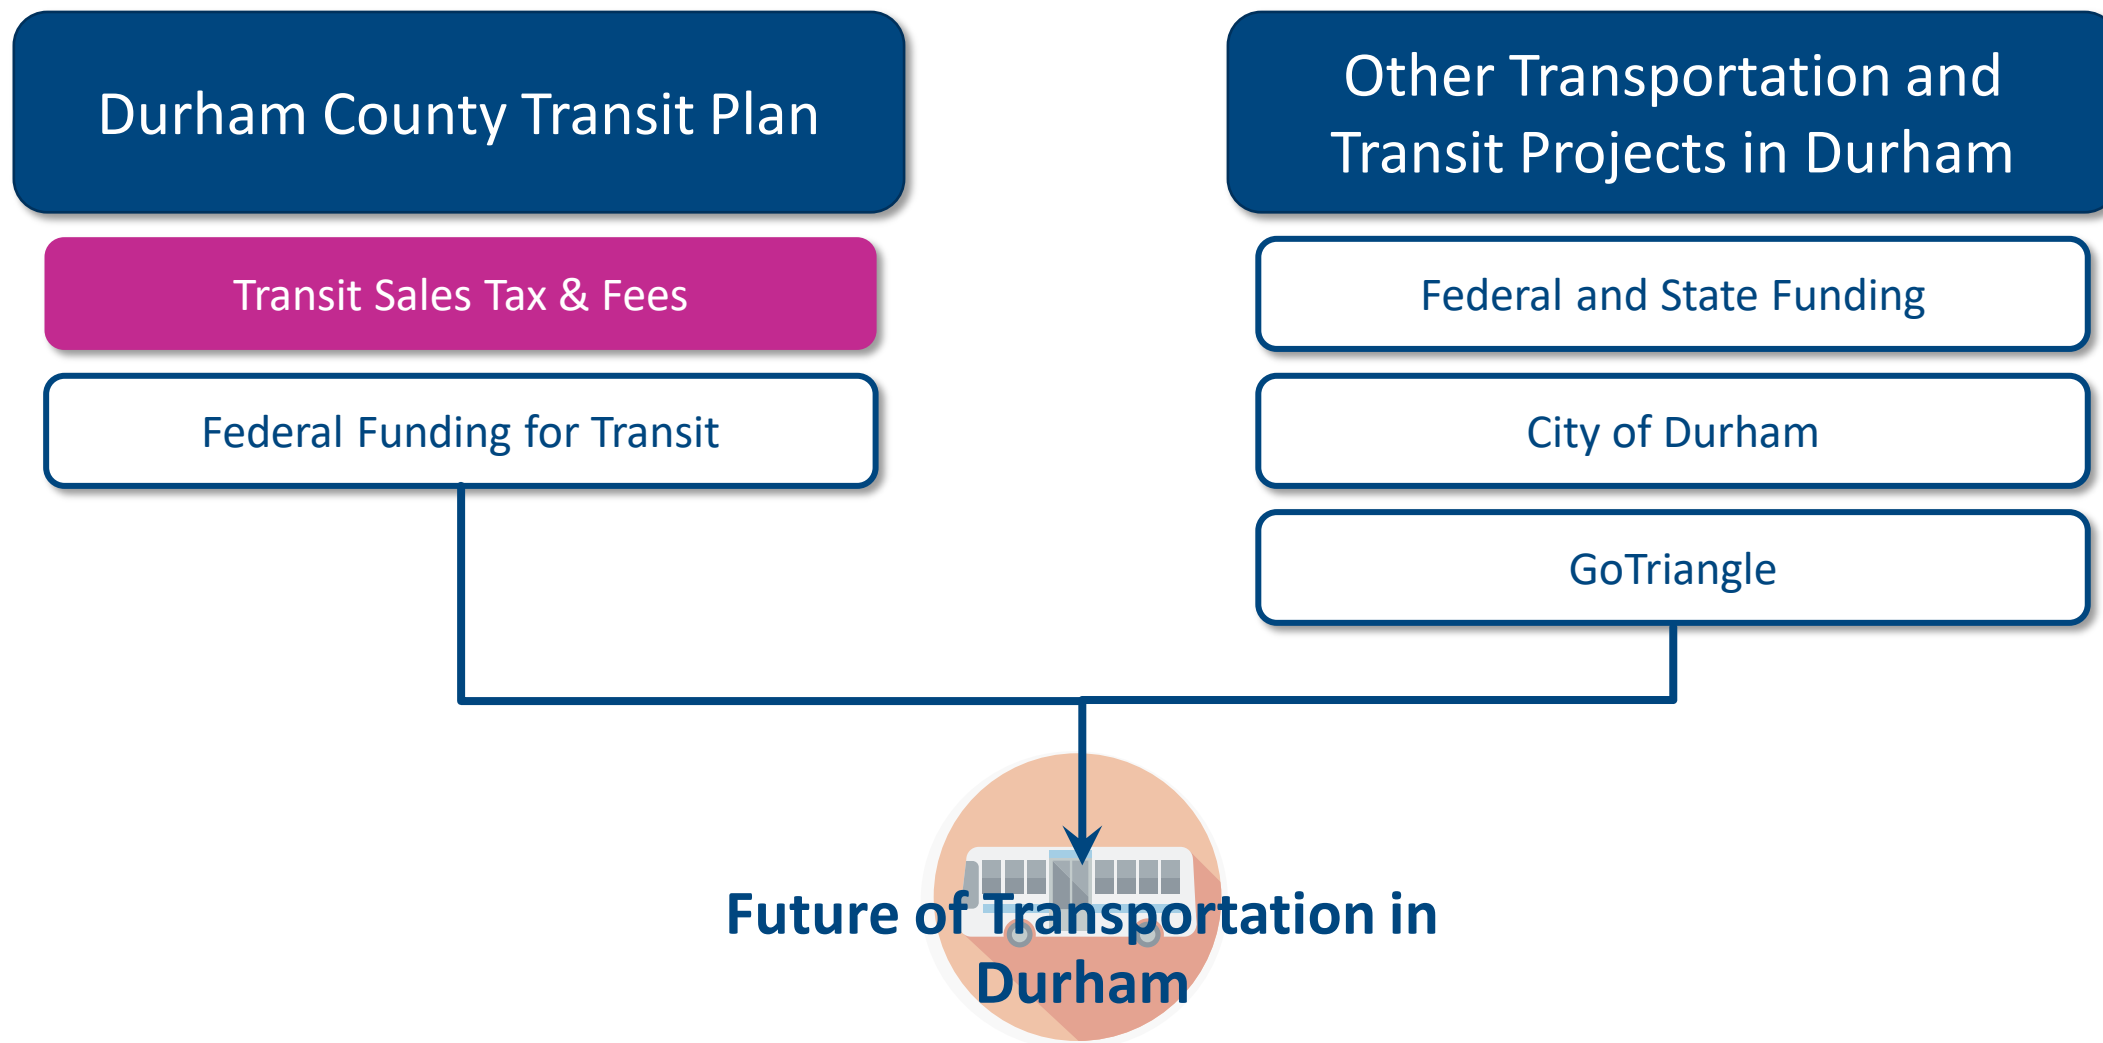 Durham County Transit Plan
Transit Sales Tax & Fees
Federal Funding for Transit
Other Transportation and
Transit Projects in Durham
Federal and State Funding
City of Durham
GoTriangle
Future of Transportation in
Durham